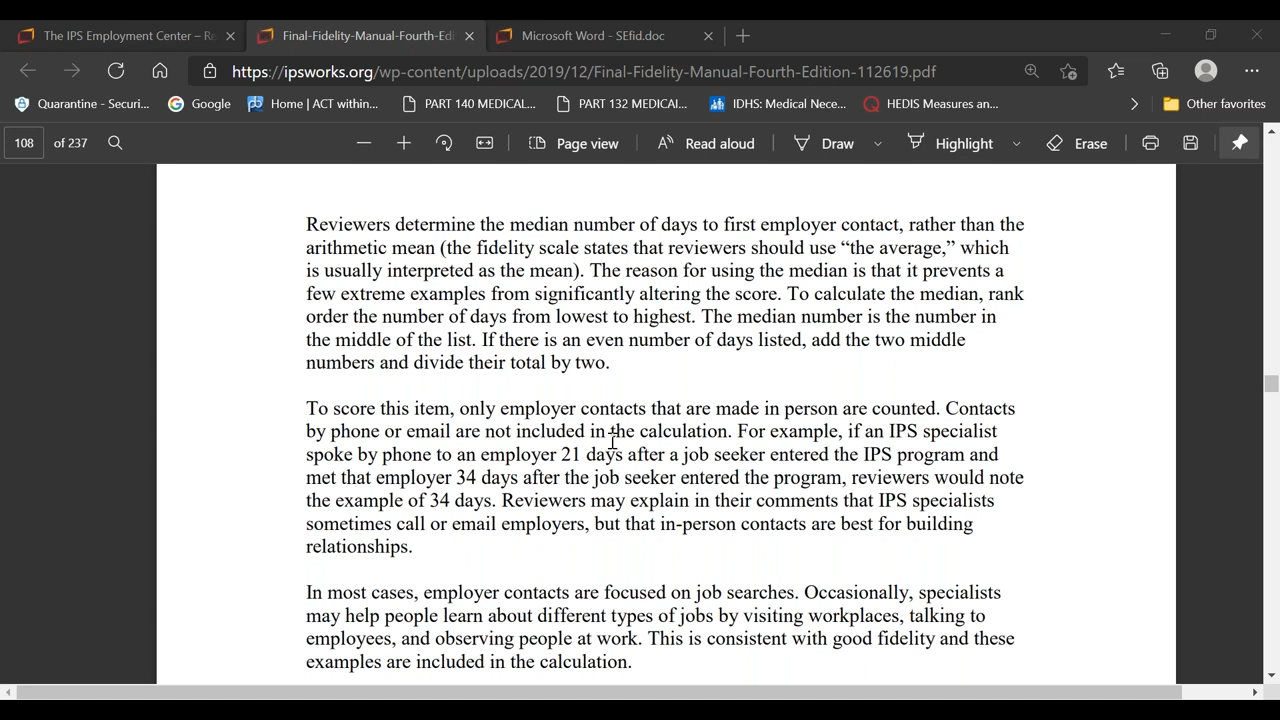 The IPS Employment Center – Re
Final-Fidelity-Manual-Fourth-Edi
Microsoft Word - SEfid.doc
https://ipsworks.org/wp-content/uploads/2019/12/Final-Fidelity-Manual-Fourth-Edition-112619.pdf
Quarantine - Securi...
Google
Home | ACT within...
PART 140 MEDICAL...
PART 132 MEDICAI...
IDHS: Medical Nece...
HEDIS Measures an...
Other favorites
108 of 237
Page view
Read aloud
Draw
Highlight
Erase
Reviewers determine the median number of days to first employer contact, rather than the
arithmetic mean (the fidelity scale states that reviewers should use “the average,” which
is usually interpreted as the mean). The reason for using the median is that it prevents a
few extreme examples from significantly altering the score. To calculate the median, rank
order the number of days from lowest to highest. The median number is the number in
the middle of the list. If there is an even number of days listed, add the two middle
numbers and divide their total by two.
To score this item, only employer contacts that are made in person are counted. Contacts
by phone or email are not included in the calculation. For example, if an IPS specialist
spoke by phone to an employer 21 days after a job seeker entered the IPS program and
met that employer 34 days after the job seeker entered the program, reviewers would note
the example of 34 days. Reviewers may explain in their comments that IPS specialists
sometimes call or email employers, but that in-person contacts are best for building
relationships.
In most cases, employer contacts are focused on job searches. Occasionally, specialists
may help people learn about different types of jobs by visiting workplaces, talking to
employees, and observing people at work. This is consistent with good fidelity and these
examples are included in the calculation.